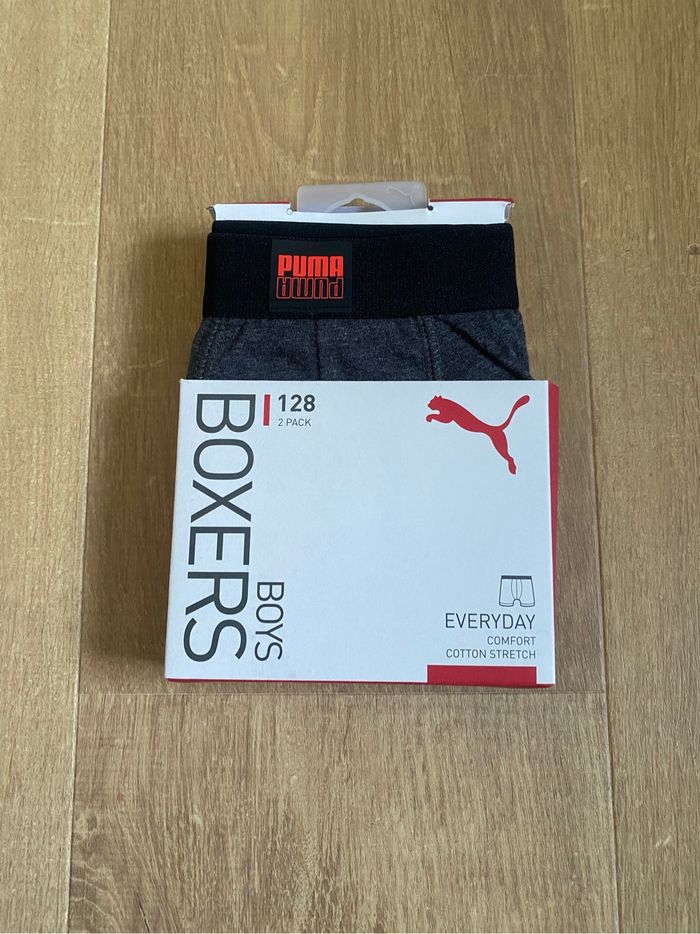 PUMA
PUMA
128
2 PACK
BOXERS
BOYS
EVERYDAY
COMFORT
COTTON STRETCH